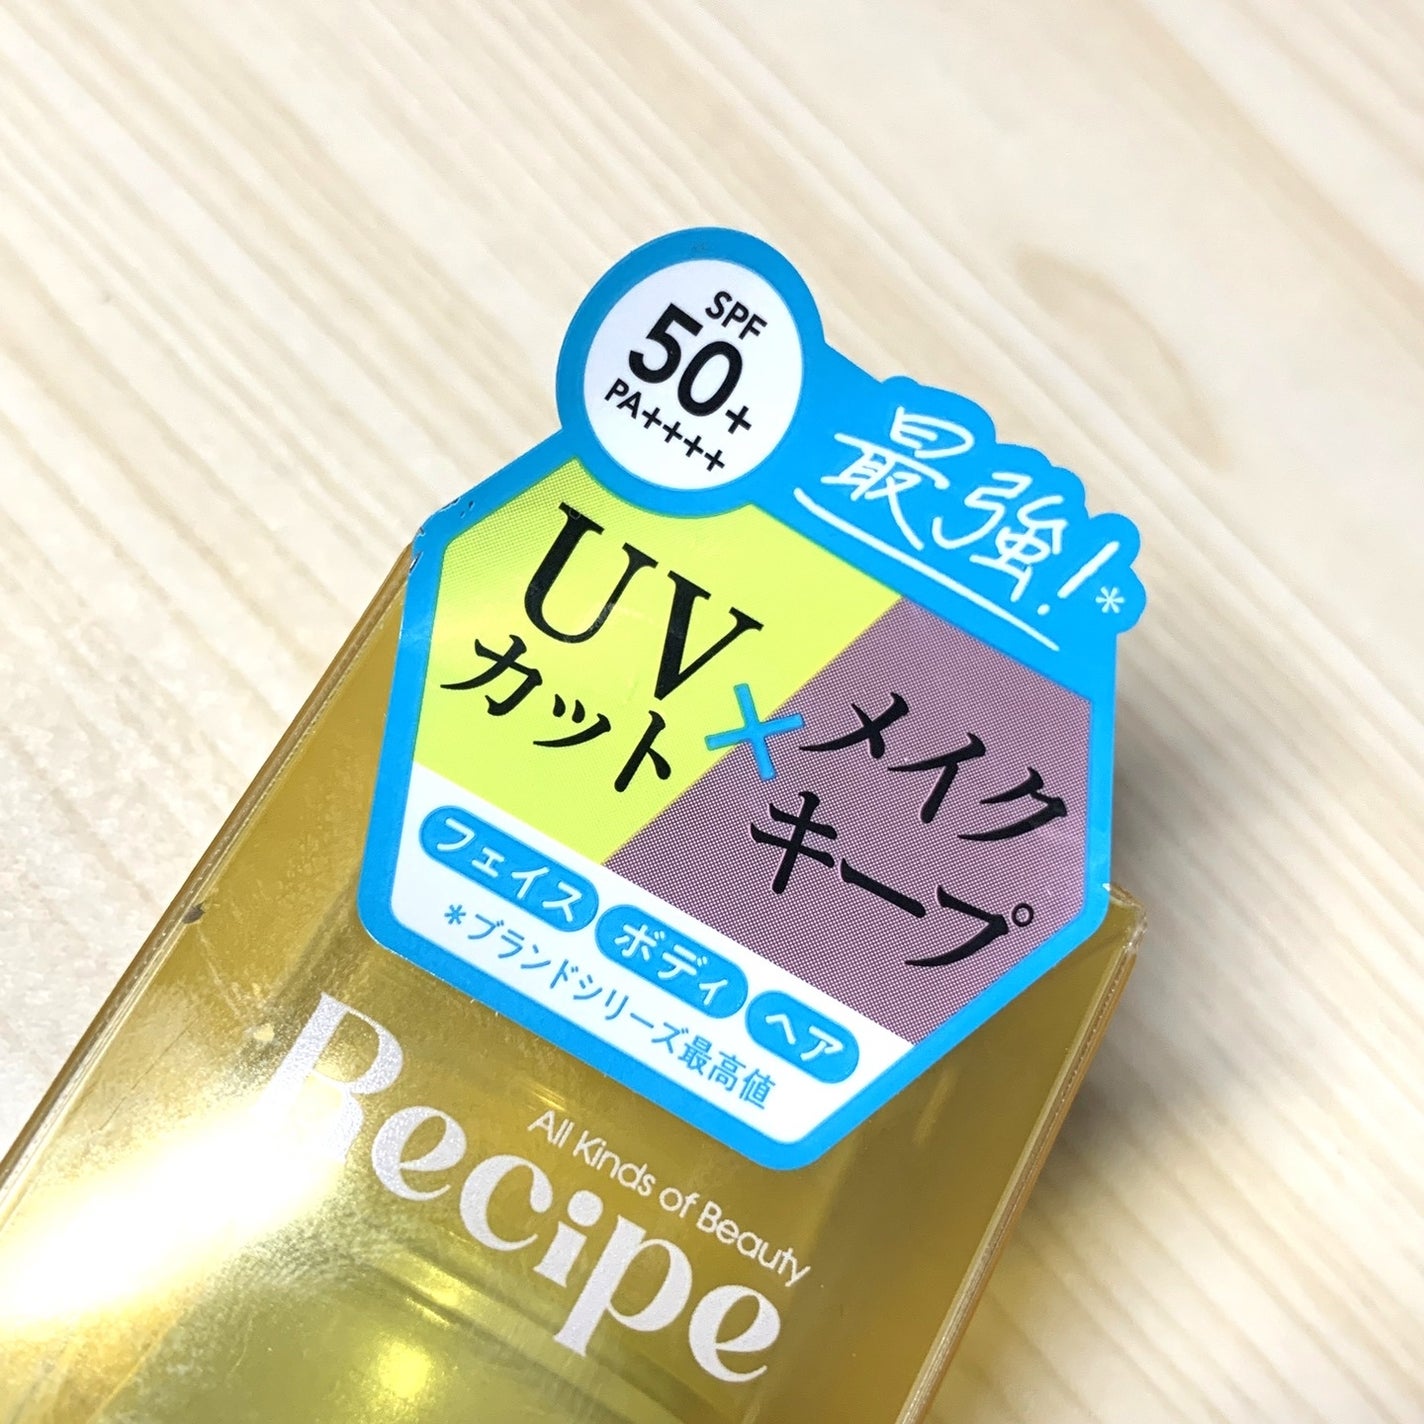 SPF
50+
PA++++
最強!*
UV
カット
×
メイク
キープ
フェイス ボディ ヘア
*ブランドシリーズ最高値
All Kinds of Beauty
Recipe